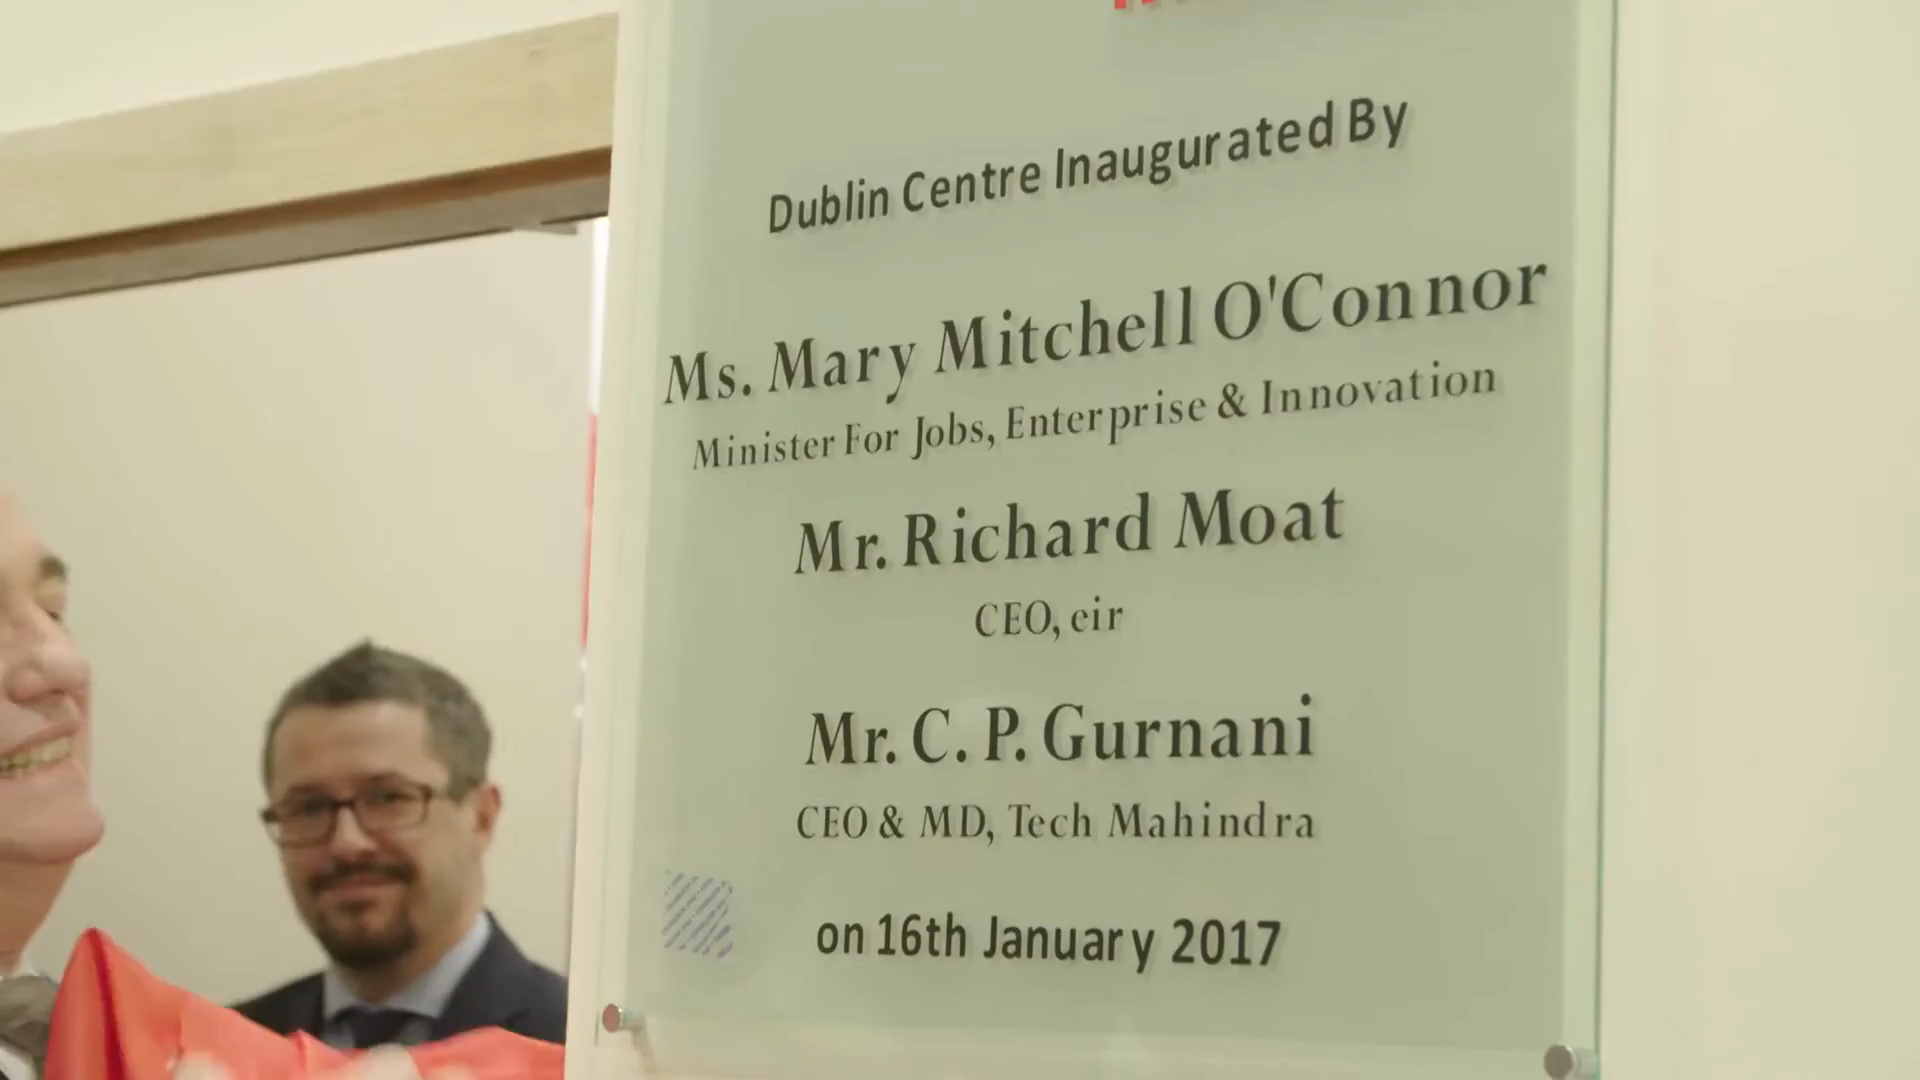 Dublin Centre Inaugurated By
Ms. Mary Mitchell O'Connor
Minister For Jobs, Enterprise & Innovation
Mr. Richard Moat
CEO, eir
Mr. C. P. Gurnani
CEO & MD, Tech Mahindra
on 16th January 2017